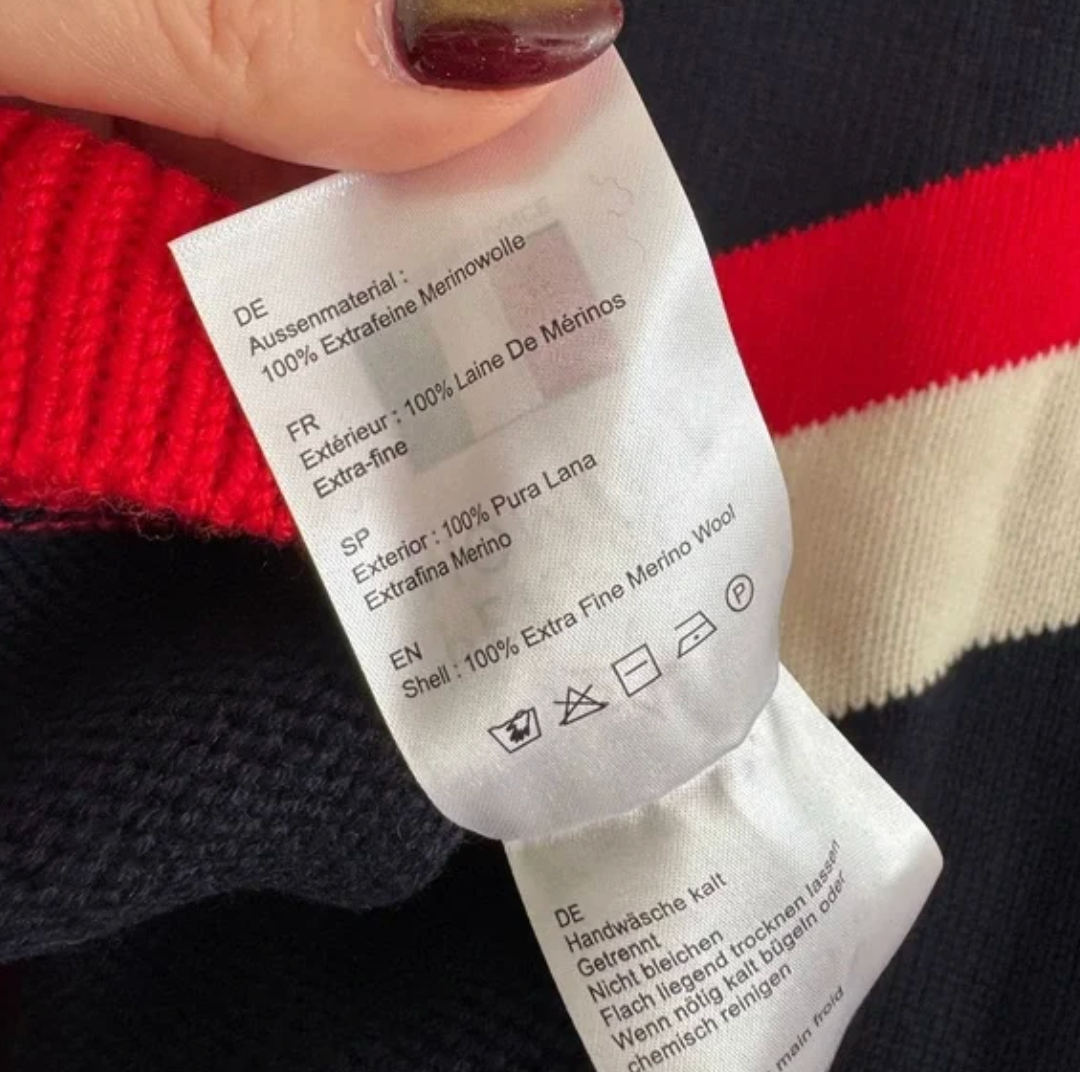 DE
Aussenmaterial :
100% Extrafeine Merinowolle
FR
Extérieur : 100% Laine De Mérinos
Extra-fine
SP
Exterior : 100% Pura Lana
Extrafina Merino
EN
Shell : 100% Extra Fine Merino Wool
P
DE
Handwäsche kalt
Getrennt
Nicht bleichen
Flach liegend trocknen lassen
Wenn nötig kalt bügeln oder
chemisch reinigen
main froid